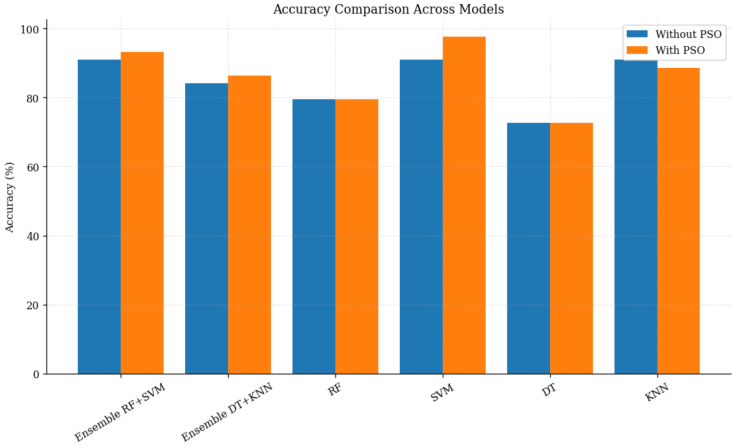 Accuracy Comparison Across Models
Without PSO
With PSO
Accuracy (%)
100
80
60
40
20
0
Ensemble RF+SVM
Ensemble DT+KNN
RF
SVM
DT
KNN